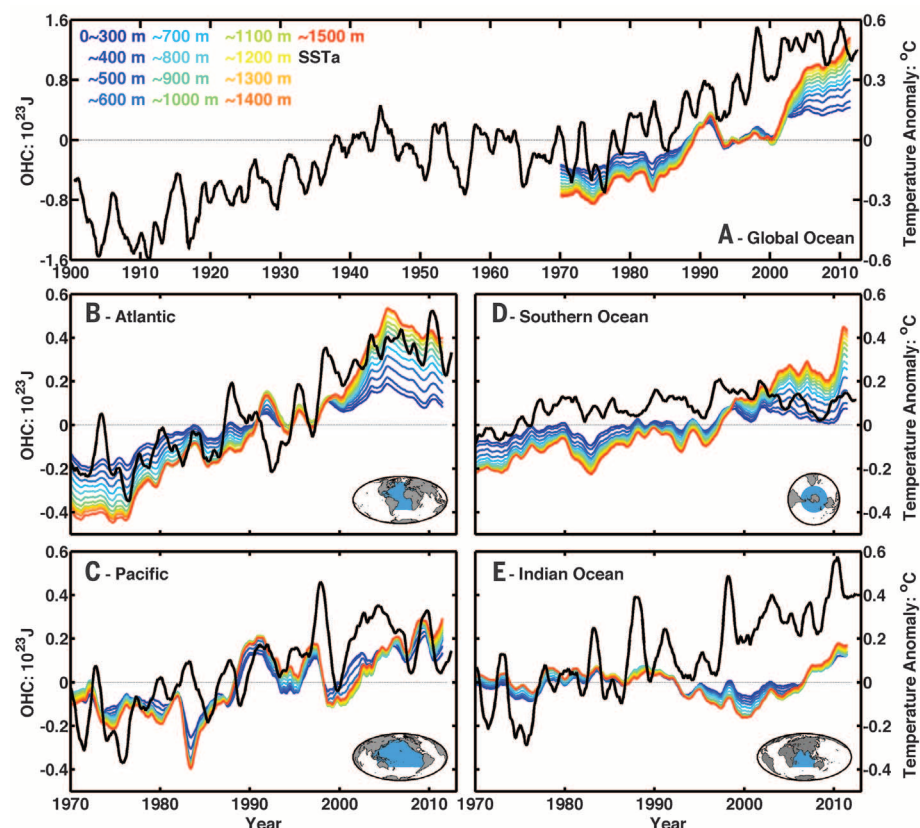 0~300 m ~700 m ~1100 m ~1500 m
~400 m ~800 m ~1200 m SSTa
~500 m ~900 m ~1300 m
~600 m ~1000 m ~1400 m
OHC: 10²³J
1.6
0.8
0
-0.8
-1.6
0.6
0.3
0
-0.3
-0.6
Temperature Anomaly: °C
A - Global Ocean
1900 1910 1920 1930 1940 1950 1960 1970 1980 1990 2000 2010
B - Atlantic
OHC: 10²³J
0.6
0.4
0.2
0
-0.2
-0.4
D - Southern Ocean
0.6
0.4
0.2
0
-0.2
-0.4
Temperature Anomaly: °C
C - Pacific
OHC: 10²³J
0.6
0.4
0.2
0
-0.2
-0.4
1970 1980 1990 2000 2010
Year
E - Indian Ocean
0.6
0.4
0.2
0
-0.2
-0.4
Temperature Anomaly: °C
1970 1980 1990 2000 2010
Year